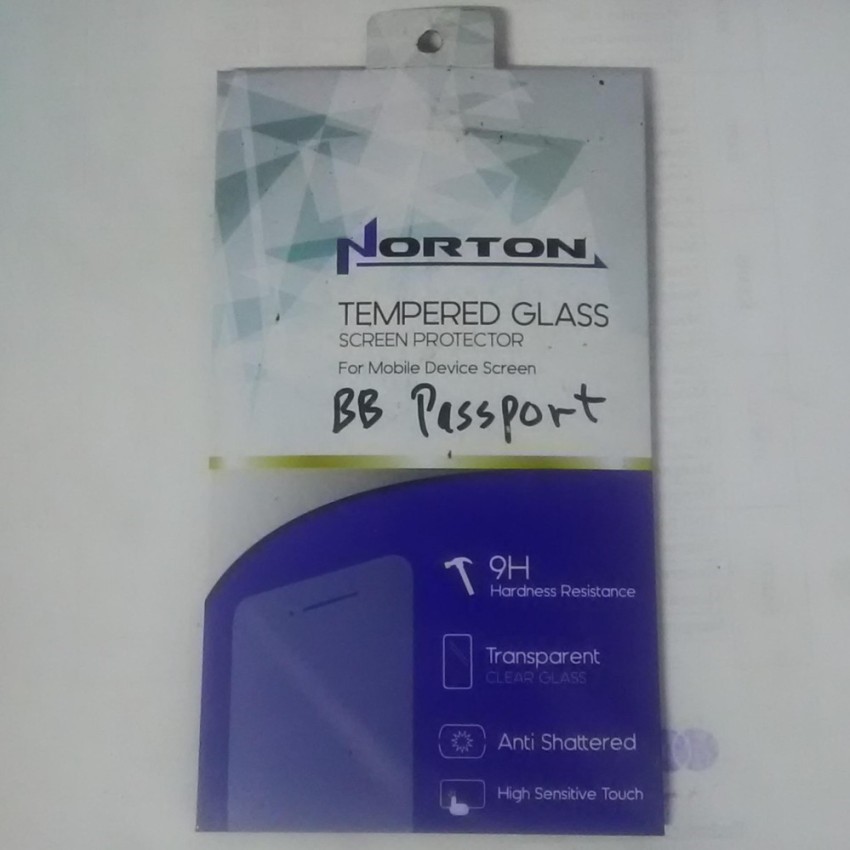 NORTON
TEMPERED GLASS
SCREEN PROTECTOR
For Mobile Device Screen
BB Passport
9H
Hardness Resistance
Transparent
CLEAR GLASS
Anti Shattered
High Sensitive Touch